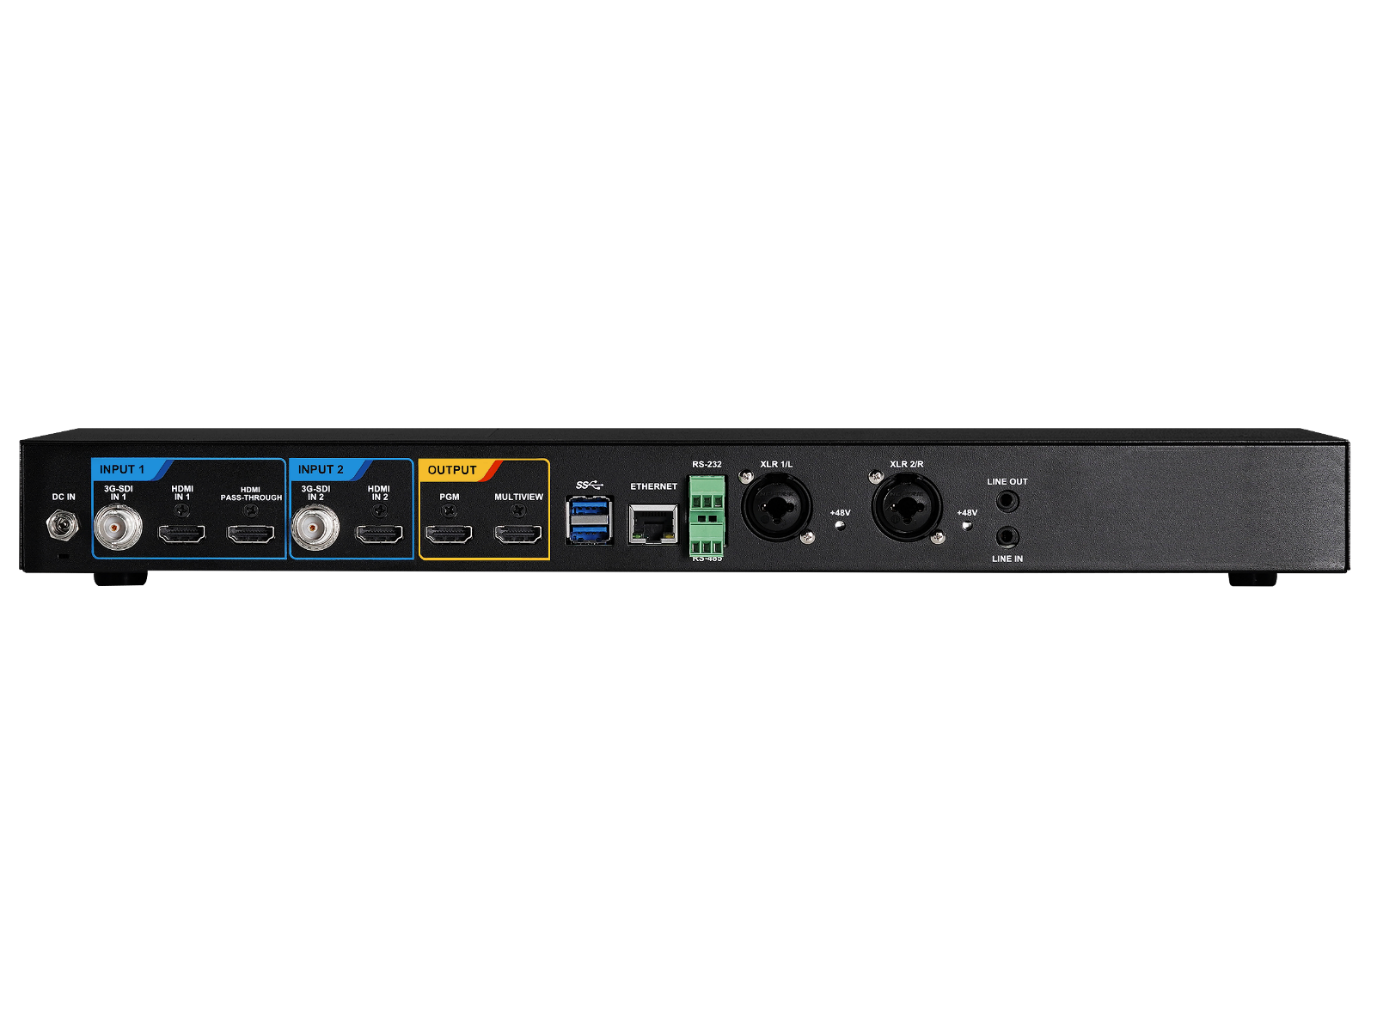 DC IN
INPUT 1
3G-SDI
IN 1
HDMI
IN 1
HDMI
PASS-THROUGH
INPUT 2
3G-SDI
IN 2
HDMI
IN 2
OUTPUT
PGM
MULTIVIEW
SS
ETHERNET
RS-232
RS-485
XLR 1/L
+48V
XLR 2/R
+48V
LINE OUT
LINE IN